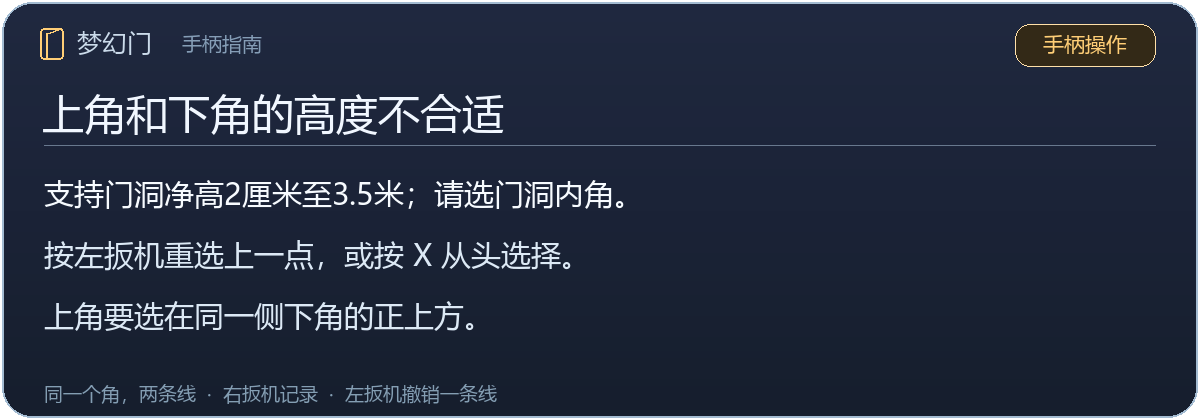 梦幻门 手柄指南 手柄操作
上角和下角的高度不合适
支持门洞净高2厘米至3.5米；请选门洞内角。
按左扳机重选上一点，或按 X 从头选择。
上角要选在同一侧下角的正上方。
同一个角，两条线 · 右扳机记录 · 左扳机撤销一条线